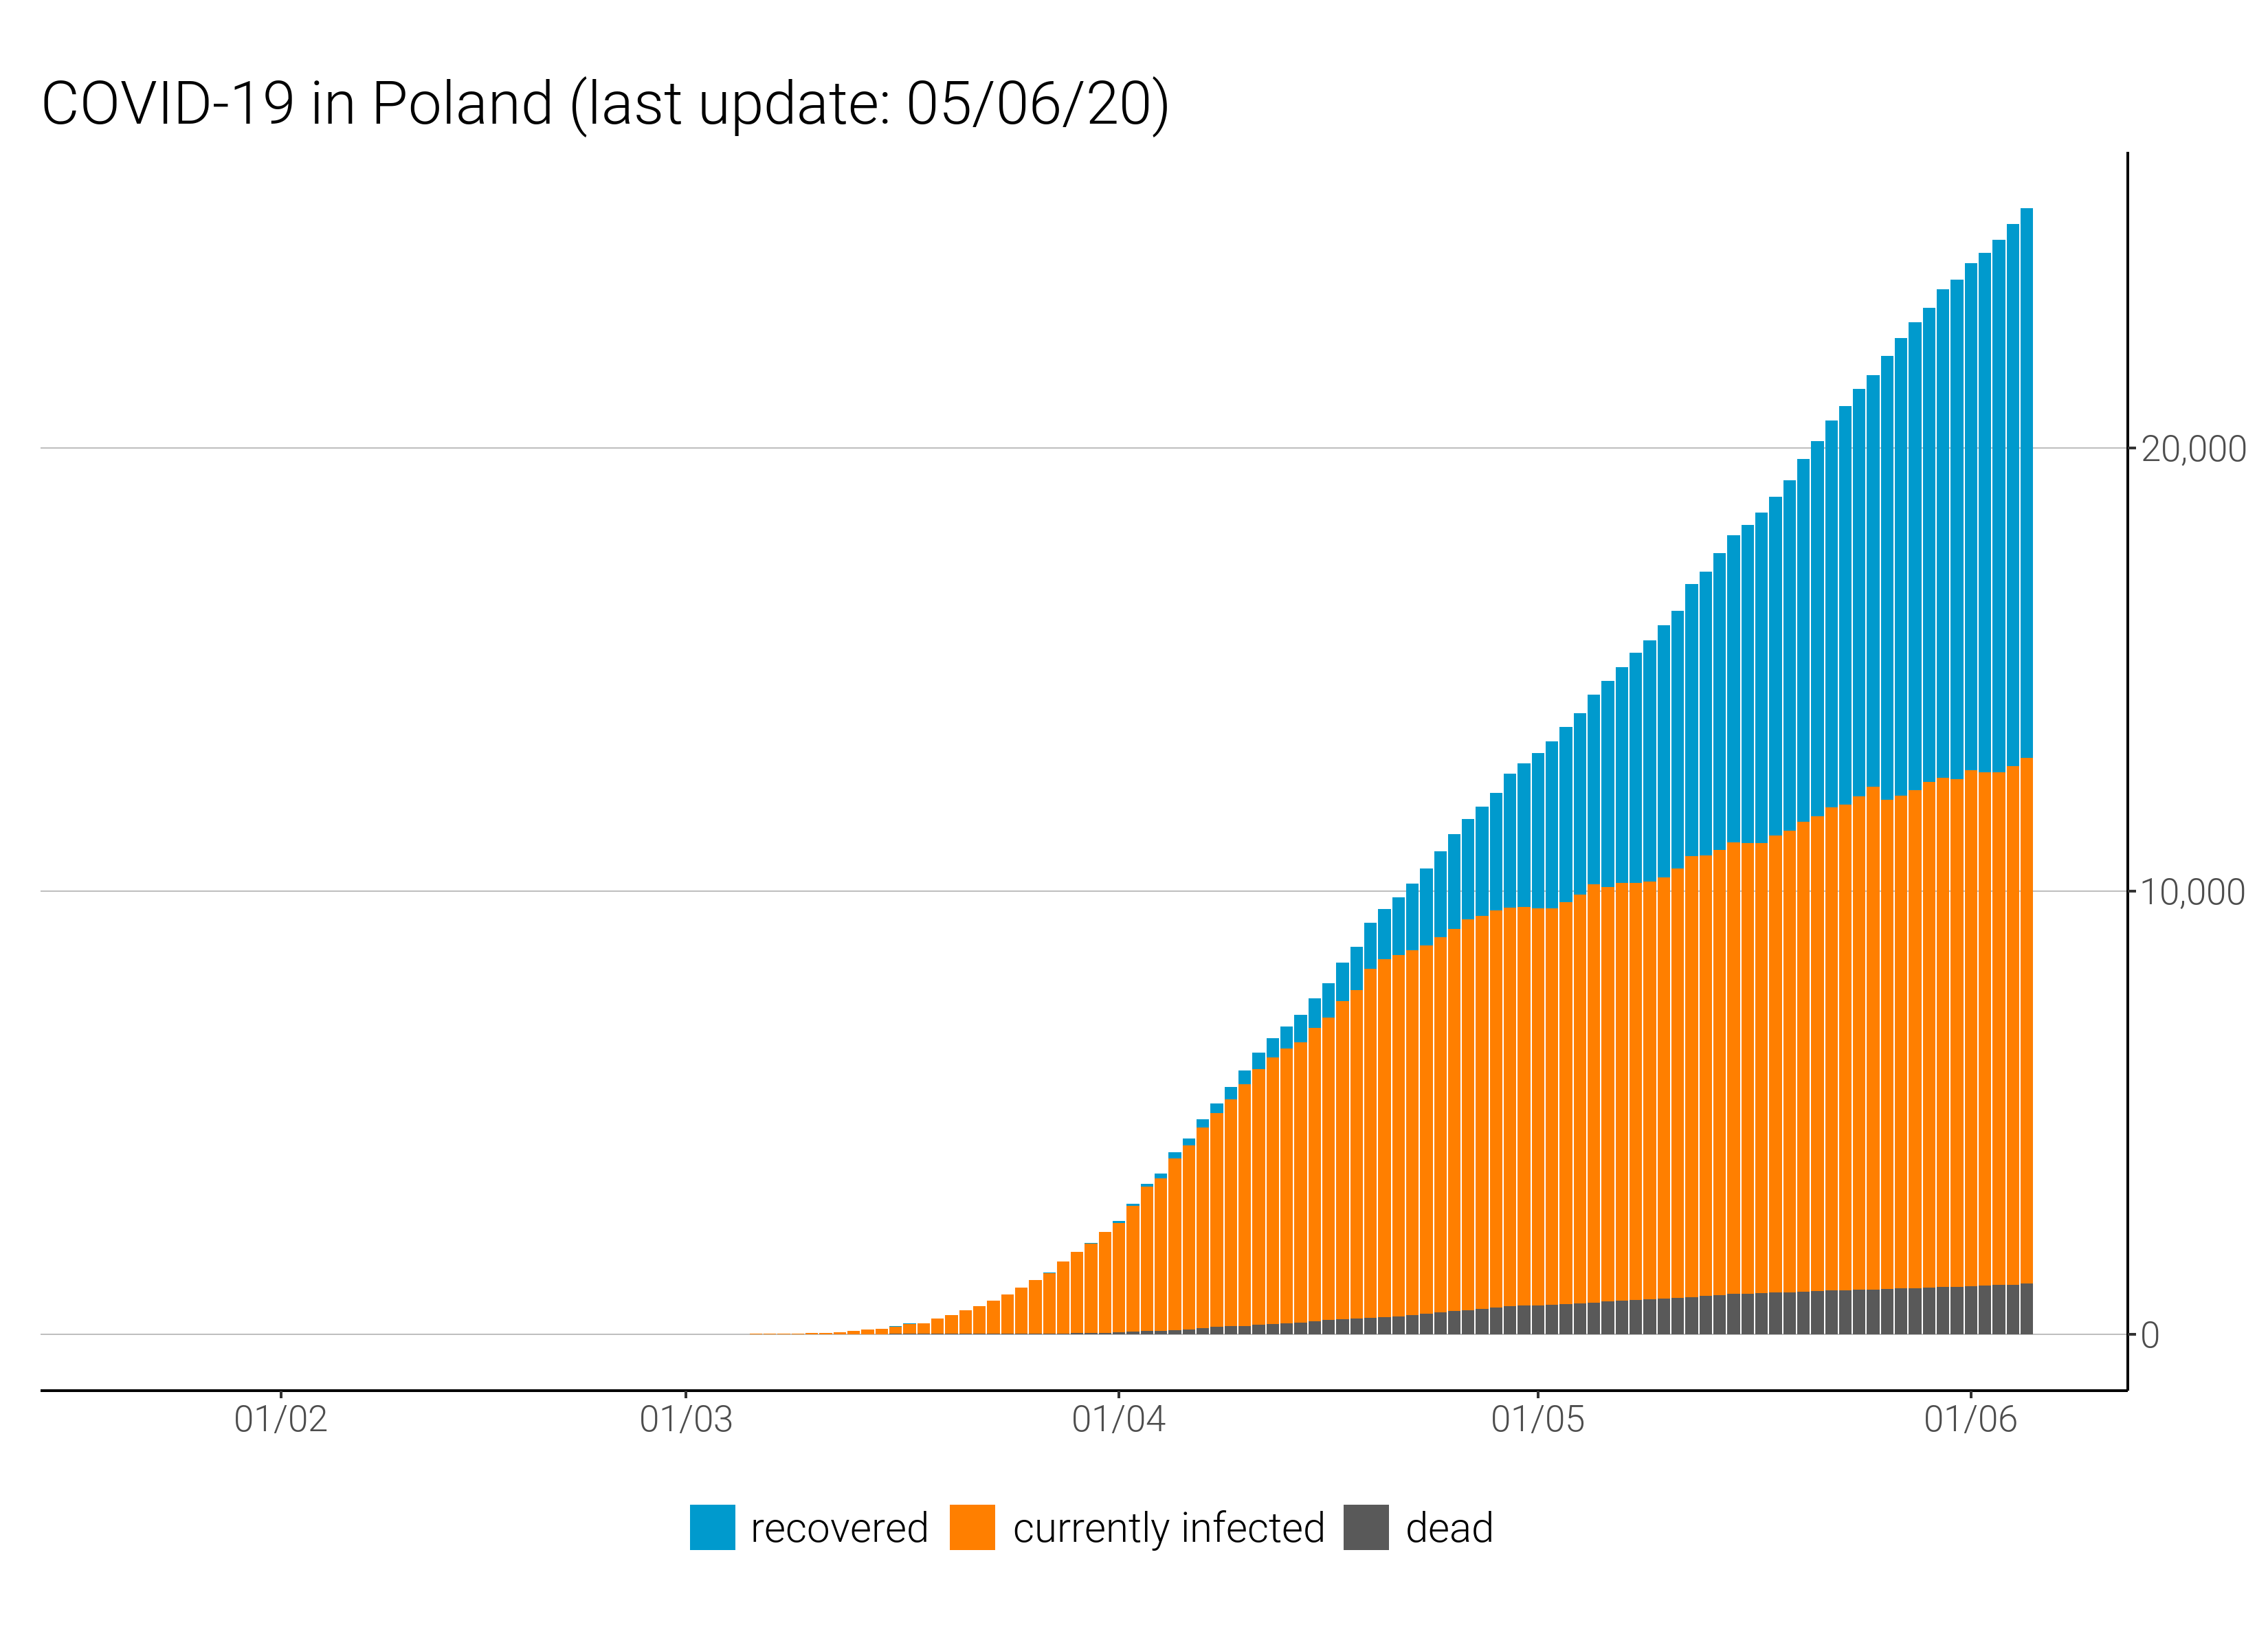 COVID-19 in Poland (last update: 05/06/20)
20,000
10,000
0
01/02 01/03 01/04 01/05 01/06
recovered currently infected dead